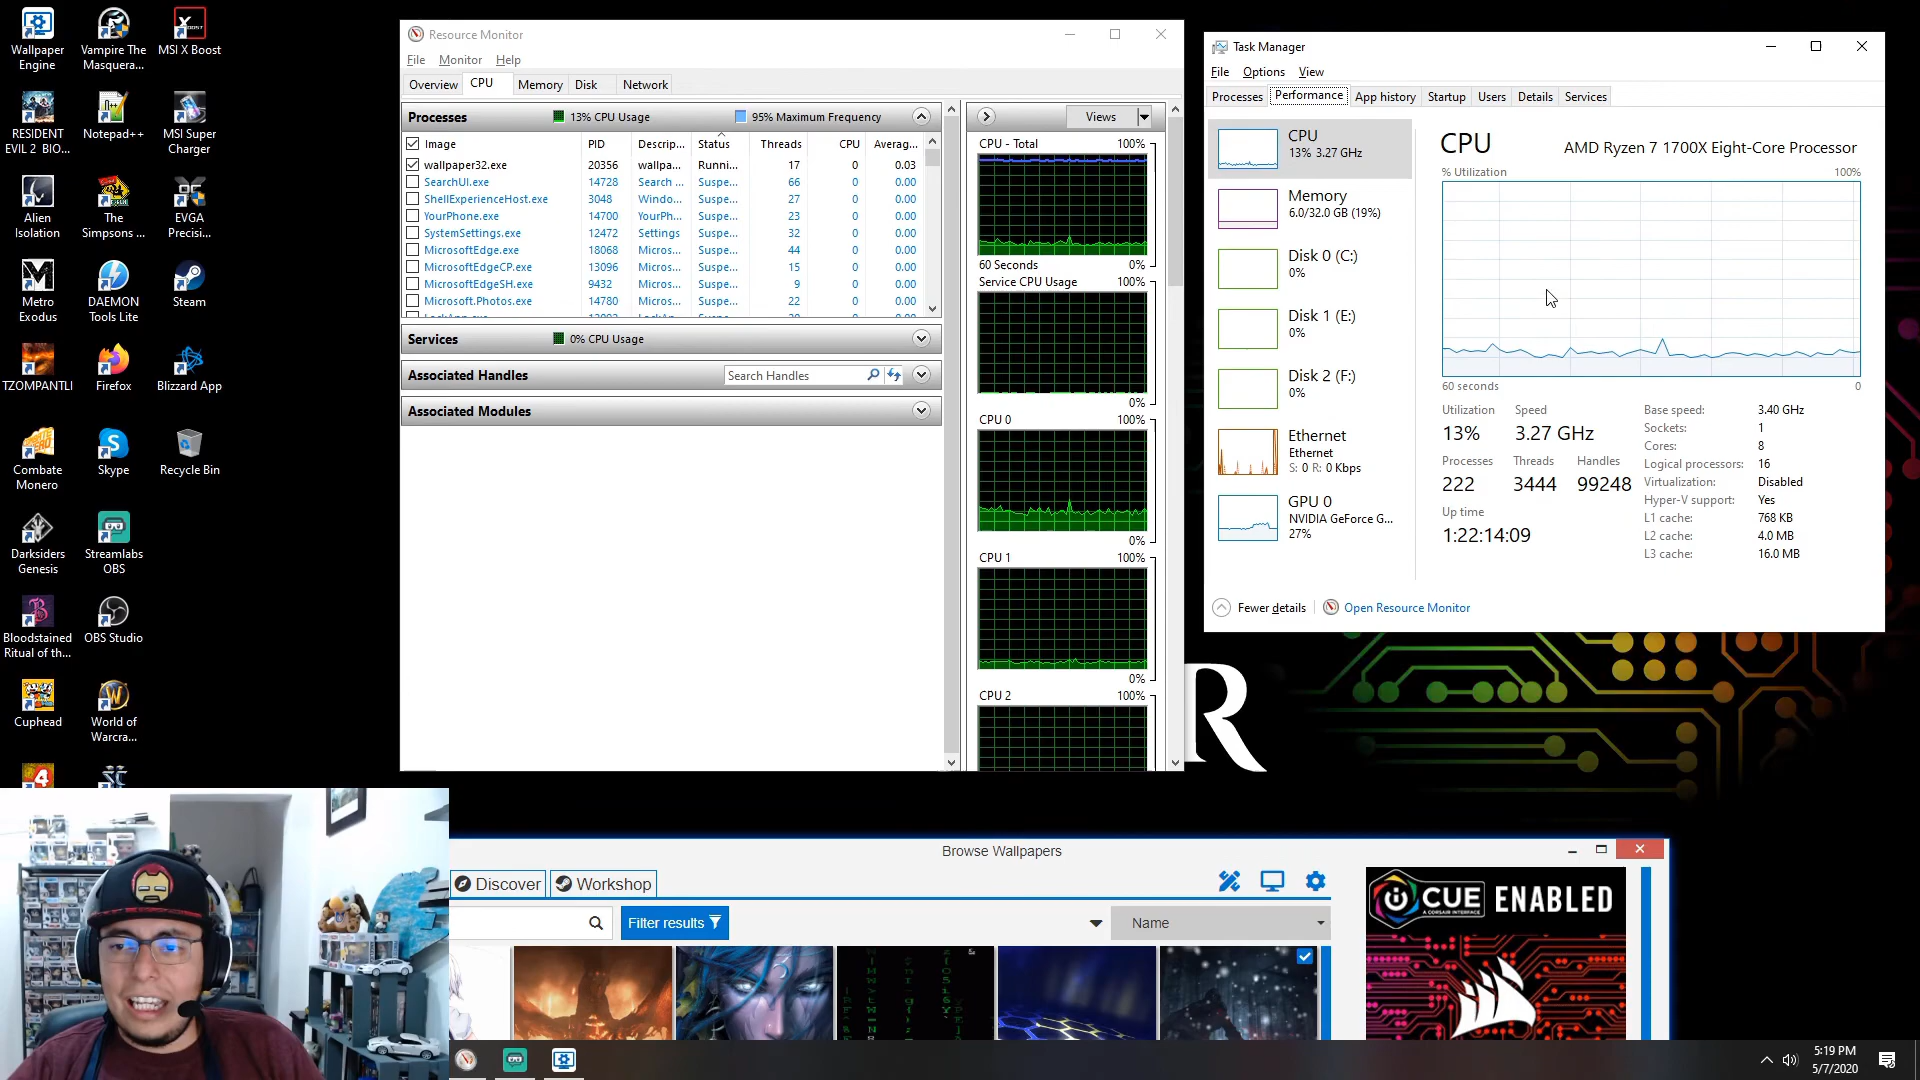 Wallpaper Engine
Vampire The Masquera...
MSI X Boost
RESIDENT EVIL 2 BIO...
Notepad++
MSI Super Charger
Alien Isolation
The Simpsons ...
EVGA Precisi...
Metro Exodus
DAEMON Tools Lite
Steam
TZOMPANTLI
Firefox
Blizzard App
Combate Monero
Skype
Recycle Bin
Darksiders Genesis
Streamlabs OBS
Bloodstained Ritual of th...
OBS Studio
Cuphead
World of Warcra...
Resource Monitor
File Monitor Help
Overview CPU Memory Disk Network
Processes 13% CPU Usage 95% Maximum Frequency
Image PID Descrip... Status Threads CPU Averag...
wallpaper32.exe 20356 wallpa... Runni... 17 0 0.03
SearchUI.exe 14728 Search ... Suspe... 66 0 0.00
ShellExperienceHost.exe 3048 Windo... Suspe... 27 0 0.00
YourPhone.exe 14700 YourPh... Suspe... 23 0 0.00
SystemSettings.exe 12472 Settings Suspe... 32 0 0.00
MicrosoftEdge.exe 18068 Micros... Suspe... 44 0 0.00
MicrosoftEdgeCP.exe 13096 Micros... Suspe... 15 0 0.00
MicrosoftEdgeSH.exe 9432 Micros... Suspe... 9 0 0.00
Microsoft.Photos.exe 14780 Micros... Suspe... 22 0 0.00
Services 0% CPU Usage
Associated Handles Search Handles
Associated Modules
Views
CPU - Total 100%
60 Seconds 0%
Service CPU Usage 100%
0%
CPU 0 100%
0%
CPU 1 100%
0%
CPU 2 100%
Task Manager
File Options View
Processes Performance App history Startup Users Details Services
CPU
13% 3.27 GHz
Memory
6.0/32.0 GB (19%)
Disk 0 (C:)
0%
Disk 1 (E:)
0%
Disk 2 (F:)
0%
Ethernet
Ethernet
S: 0 R: 0 Kbps
GPU 0
NVIDIA GeForce G...
27%
CPU AMD Ryzen 7 1700X Eight-Core Processor
% Utilization 100%
60 seconds 0
Utilization Speed
13% 3.27 GHz
Processes Threads Handles
222 3444 99248
Up time
1:22:14:09
Base speed: 3.40 GHz
Sockets: 1
Cores: 8
Logical processors: 16
Virtualization: Disabled
Hyper-V support: Yes
L1 cache: 768 KB
L2 cache: 4.0 MB
L3 cache: 16.0 MB
Fewer details Open Resource Monitor
R
Browse Wallpapers
Discover Workshop
Filter results
Name
iCUE ENABLED
A CORSAIR INTERFACE
5:19 PM
5/7/2020